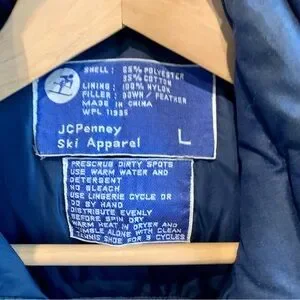 SHELL: 65% POLYESTER
35% COTTON
LINING: 100% NYLON
FILLER: DOWN / FEATHER
MADE IN CHINA
WPL 11935
JCPenney
Ski Apparel
L
PRESCRUB DIRTY SPOTS
USE WARM WATER AND
DETERGENT
NO BLEACH
USE LINGERIE CYCLE OR
DO BY HAND
DISTRIBUTE EVENLY
BEFORE SPIN DRY
WARM HEAT IN DRYER AND
TUMBLE ALONE WITH CLEAN
TENNIS SHOE FOR 3 CYCLES